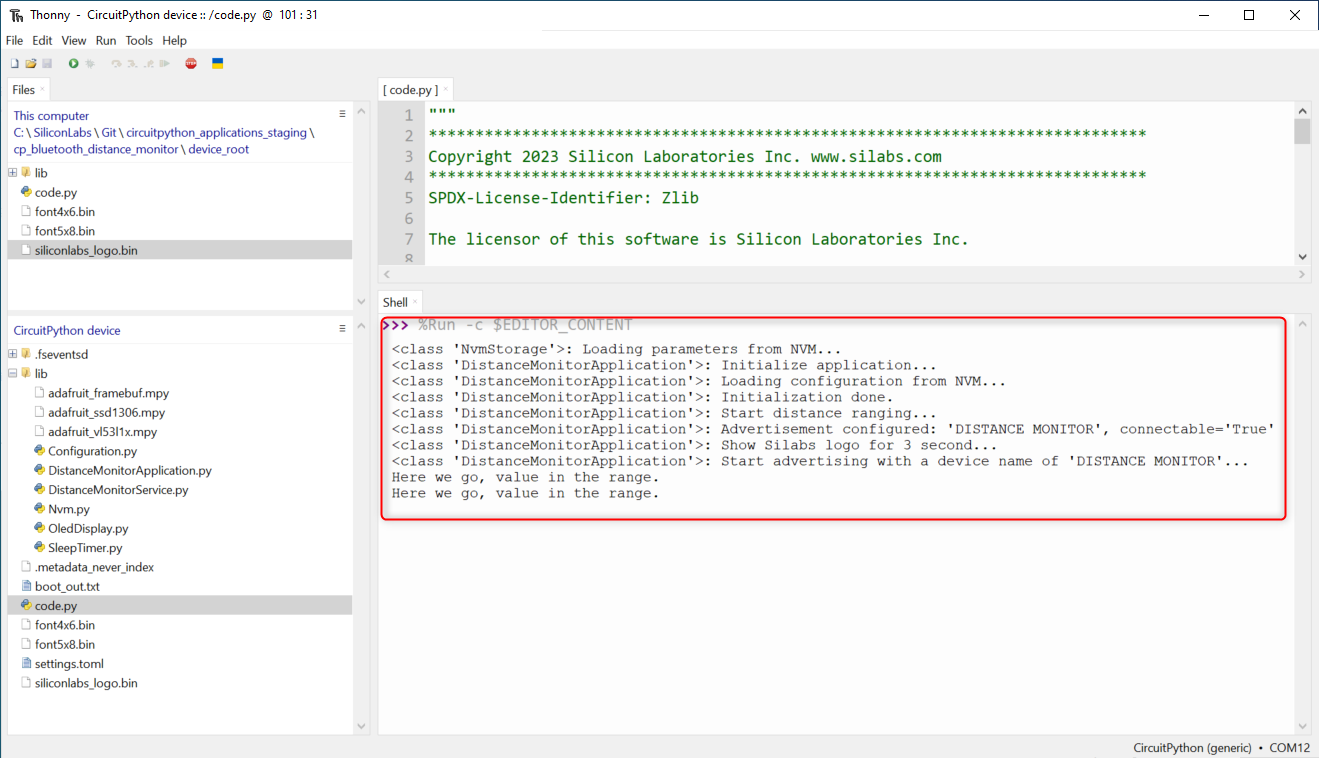 Thonny - CircuitPython device :: /code.py @ 101 : 31
File Edit View Run Tools Help
STOP
Files
This computer
C: \ SiliconLabs \ Git \ circuitpython_applications_staging \
cp_bluetooth_distance_monitor \ device_root
lib
code.py
font4x6.bin
font5x8.bin
siliconlabs_logo.bin
CircuitPython device
.fseventsd
lib
adafruit_framebuf.mpy
adafruit_ssd1306.mpy
adafruit_vl53l1x.mpy
Configuration.py
DistanceMonitorApplication.py
DistanceMonitorService.py
Nvm.py
OledDisplay.py
SleepTimer.py
.metadata_never_index
boot_out.txt
code.py
font4x6.bin
font5x8.bin
settings.toml
siliconlabs_logo.bin
[ code.py ]
1 """
2 *****************************************************************************
3 Copyright 2023 Silicon Laboratories Inc. www.silabs.com
4 *****************************************************************************
5 SPDX-License-Identifier: Zlib
6
7 The licensor of this software is Silicon Laboratories Inc.
8
Shell
>>> %Run -c $EDITOR_CONTENT
<class 'NvmStorage'>: Loading parameters from NVM...
<class 'DistanceMonitorApplication'>: Initialize application...
<class 'DistanceMonitorApplication'>: Loading configuration from NVM...
<class 'DistanceMonitorApplication'>: Initialization done.
<class 'DistanceMonitorApplication'>: Start distance ranging...
<class 'DistanceMonitorApplication'>: Advertisement configured: 'DISTANCE MONITOR', connectable='True'
<class 'DistanceMonitorApplication'>: Show Silabs logo for 3 second...
<class 'DistanceMonitorApplication'>: Start advertising with a device name of 'DISTANCE MONITOR'...
Here we go, value in the range.
Here we go, value in the range.
CircuitPython (generic) • COM12